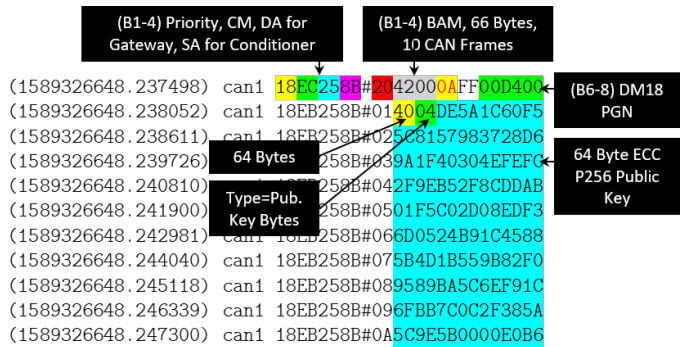 (B1-4) Priority, CM, DA for
Gateway, SA for Conditioner
(B1-4) BAM, 66 Bytes,
10 CAN Frames
(1589326648.237498) can1 18EC258B#2042000AFF00D400
(B6-8) DM18
PGN
(1589326648.238052) can1 18EB258B#014004DE5A1C60F5
(1589326648.238611) can1 18EB258B#025C8157983728D6
(1589326648.239726)
64 Bytes
258B#039A1F40304EFEFC
64 Byte ECC
P256 Public
Key
(1589326648.240810)
258B#042F9EB52F8CDDAB
Type=Pub.
Key Bytes
(1589326648.241900)
258B#0501F5C02D08EDF3
(1589326648.242981) can1 18EB258B#066D0524B91C4588
(1589326648.244040) can1 18EB258B#075B4D1B559B82F0
(1589326648.245118) can1 18EB258B#089589BA5C6EF91C
(1589326648.246339) can1 18EB258B#096FBB7C0C2F385A
(1589326648.247300) can1 18EB258B#0A5C9E5B0000E0B6